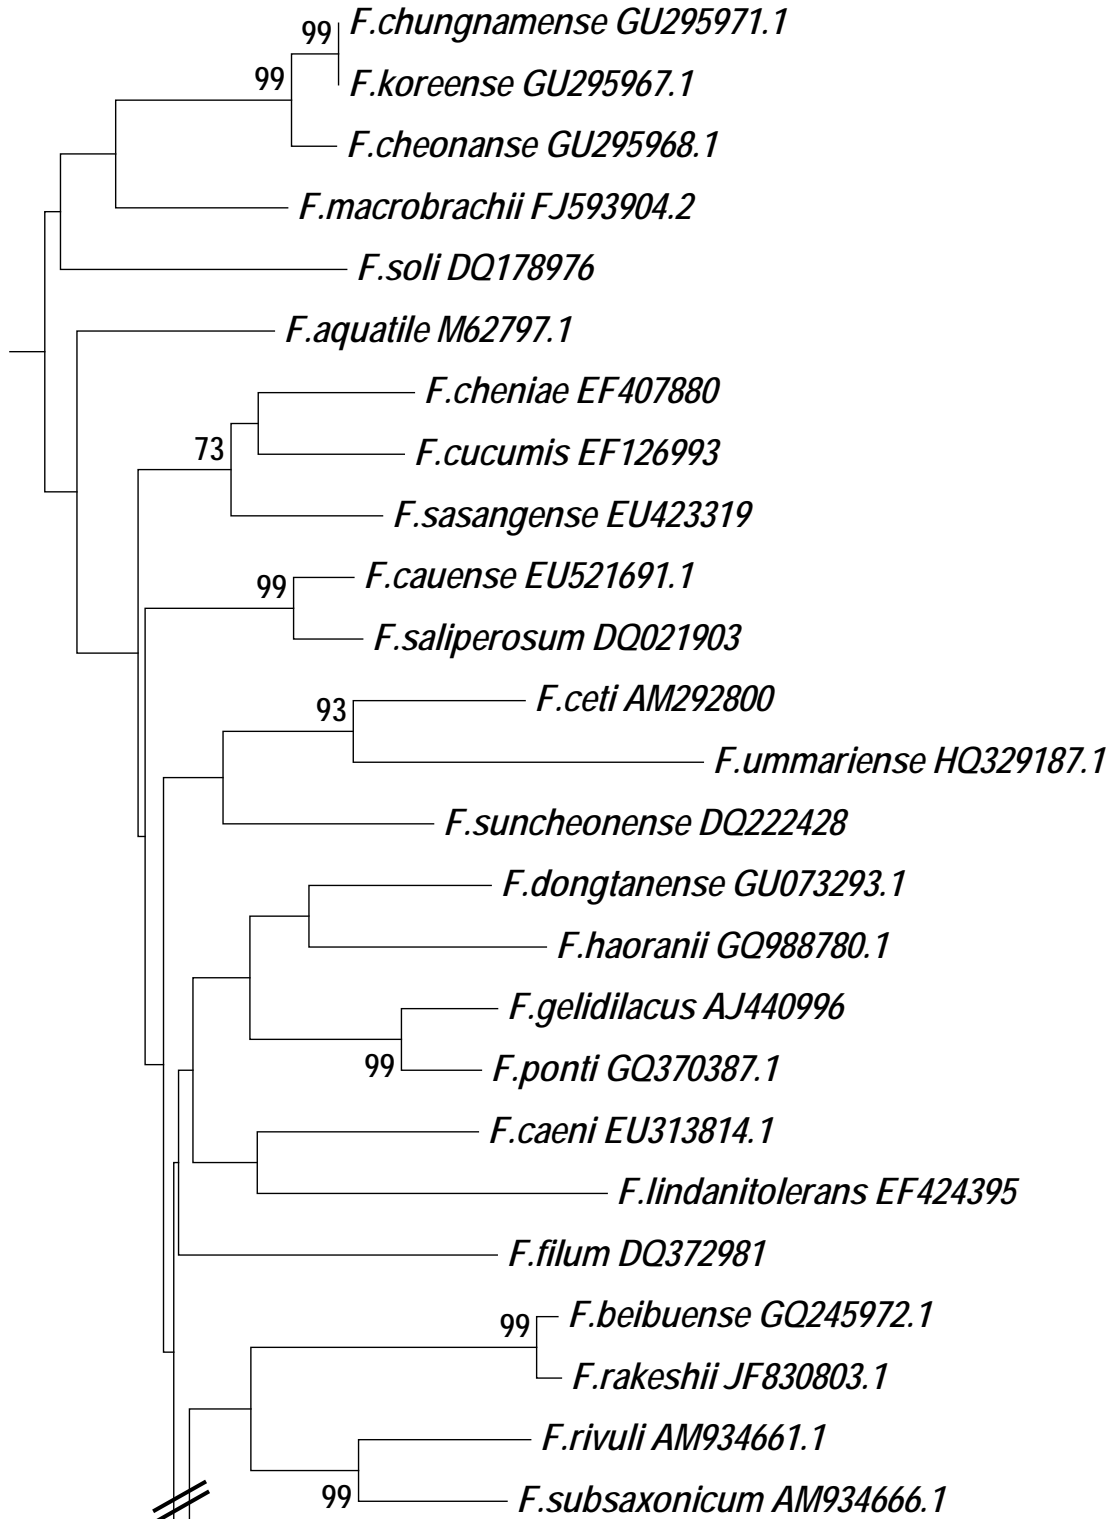 99
F.chungnamense GU295971.1
99
F.koreense GU295967.1
F.cheonanse GU295968.1
F.macrobrachii FJ593904.2
F.soli DQ178976
F.aquatile M62797.1
F.cheniae EF407880
73
F.cucumis EF126993
F.sasangense EU423319
99
F.cauense EU521691.1
F.saliperosum DQ021903
93
F.ceti AM292800
F.ummariense HQ329187.1
F.suncheonense DQ222428
F.dongtanense GU073293.1
F.haoranii GQ988780.1
F.gelidilacus AJ440996
99
F.ponti GQ370387.1
F.caeni EU313814.1
F.lindanitolerans EF424395
F.filum DQ372981
99
F.beibuense GQ245972.1
F.rakeshii JF830803.1
F.rivuli AM934661.1
99
F.subsaxonicum AM934666.1